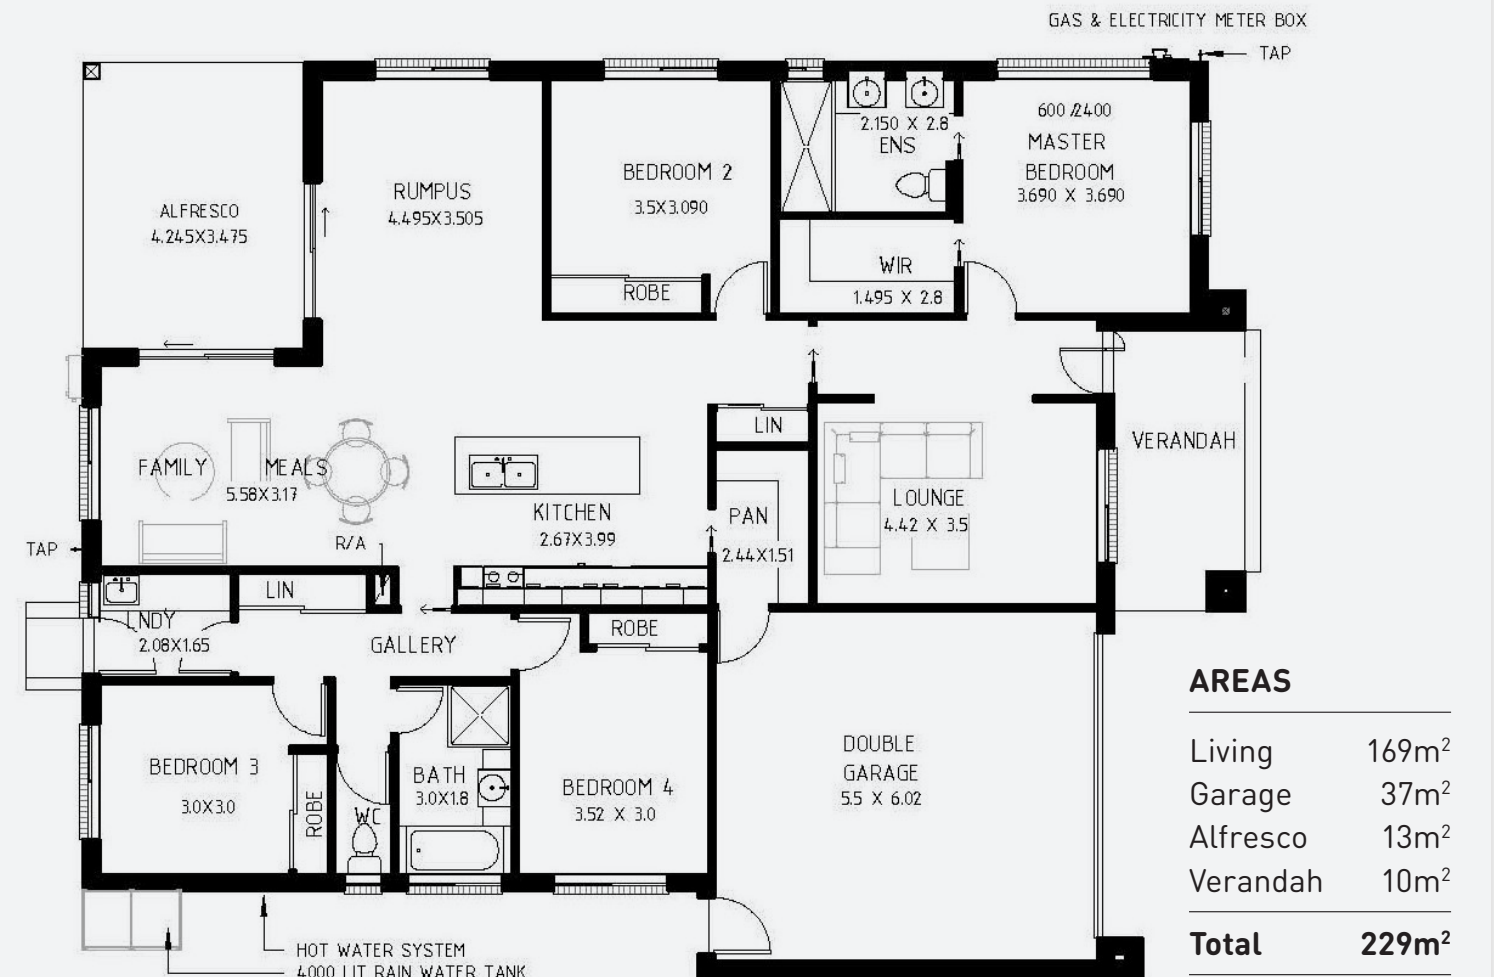 GAS & ELECTRICITY METER BOX
TAP
ALFRESCO
4.245X3.475
RUMPUS
4.495X3.505
BEDROOM 2
3.5X3.090
ROBE
2.150 X 2.8
ENS
WIR
1.495 X 2.8
600/2400
MASTER
BEDROOM
3.690 X 3.690
VERANDAH
FAMILY
MEALS
5.58X3.17
KITCHEN
2.67X3.99
LIN
PAN
2.44X1.51
LOUNGE
4.42 X 3.5
TAP
R/A
LIN
LNDY
2.08X1.65
GALLERY
ROBE
BEDROOM 3
3.0X3.0
ROBE
WC
BATH
3.0X1.8
BEDROOM 4
3.52 X 3.0
DOUBLE
GARAGE
5.5 X 6.02
HOT WATER SYSTEM
4000 LIT RAIN WATER TANK
AREAS
Living 169m²
Garage 37m²
Alfresco 13m²
Verandah 10m²
Total 229m²